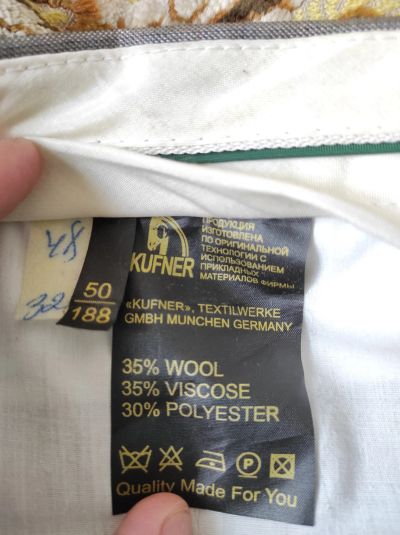 48
32
50
188
KUFNER
ПРОДУКЦИЯ
ИЗГОТОВЛЕНА
ПО ОРИГИНАЛЬНОЙ
ТЕХНОЛОГИИ С
ИСПОЛЬЗОВАНИЕМ
ПРИКЛАДНЫХ
МАТЕРИАЛОВ ФИРМЫ
«KUFNER», TEXTILWERKE
GMBH MUNCHEN GERMANY
35% WOOL
35% VISCOSE
30% POLYESTER
P
Quality Made For You